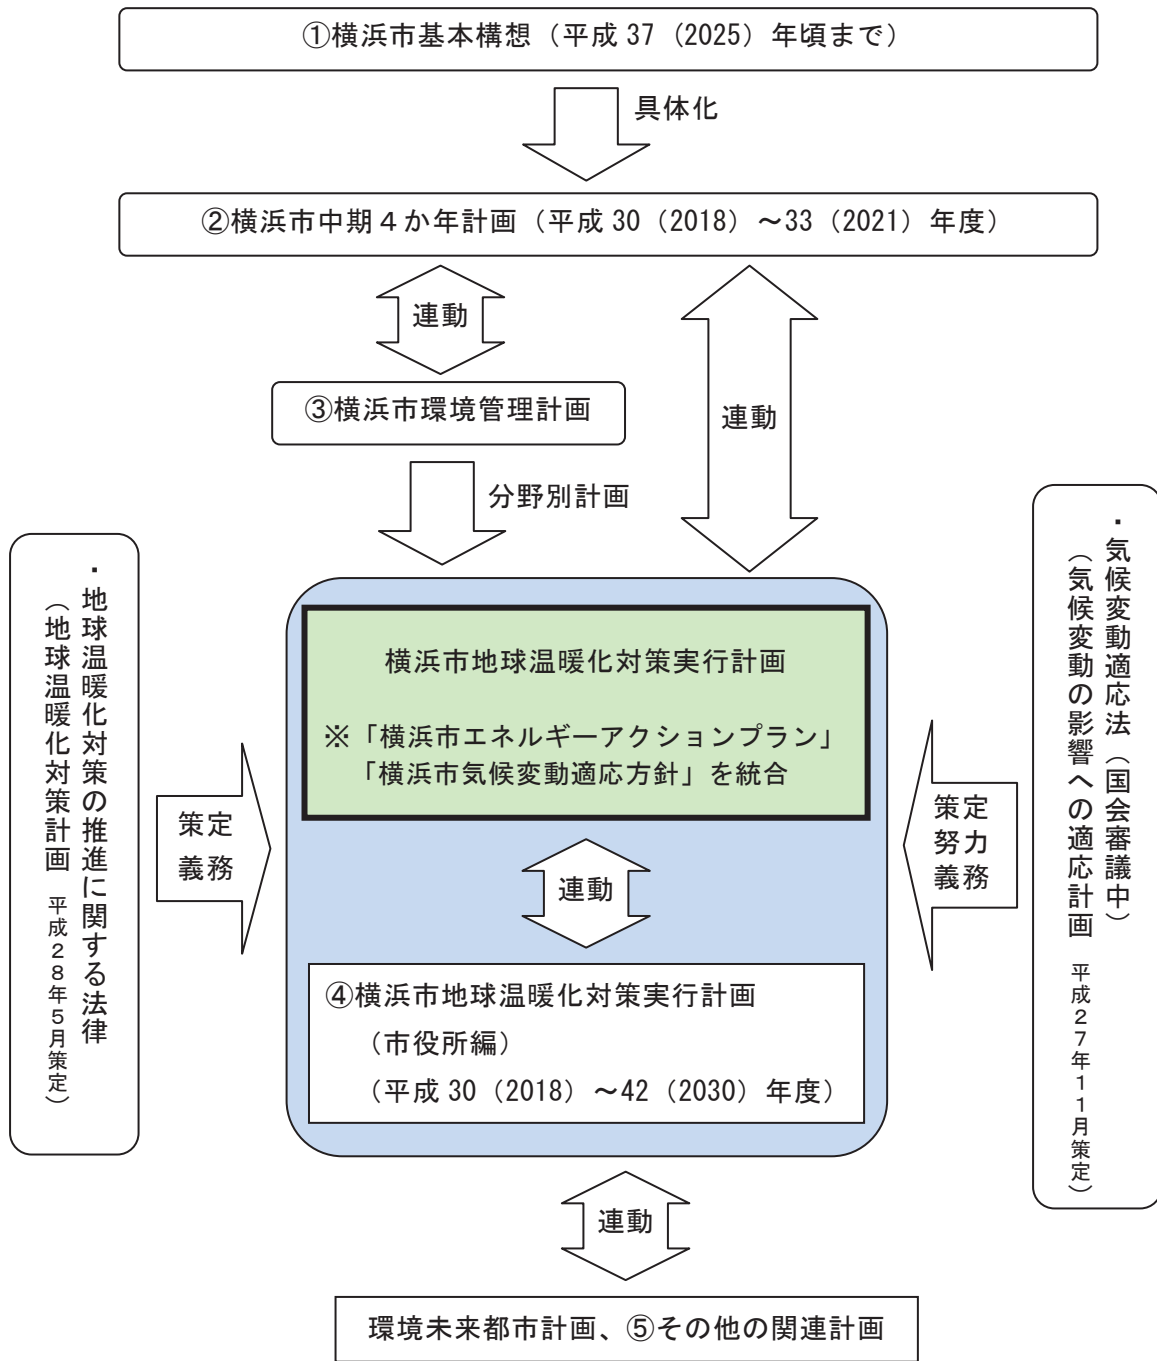 ①横浜市基本構想（平成 37（2025）年頃まで）
具体化
②横浜市中期４か年計画（平成 30（2018）～33（2021）年度）
連動
連動
③横浜市環境管理計画
分野別計画
・地球温暖化対策の推進に関する法律
（地球温暖化対策計画 平成２８年５月策定）
策定
義務
横浜市地球温暖化対策実行計画
※「横浜市エネルギーアクションプラン」
「横浜市気候変動適応方針」を統合
・気候変動適応法（国会審議中）
（気候変動の影響への適応計画 平成２７年１１月策定）
策定
努力
義務
連動
④横浜市地球温暖化対策実行計画
（市役所編）
（平成 30（2018）～42（2030）年度）
連動
環境未来都市計画、⑤その他の関連計画